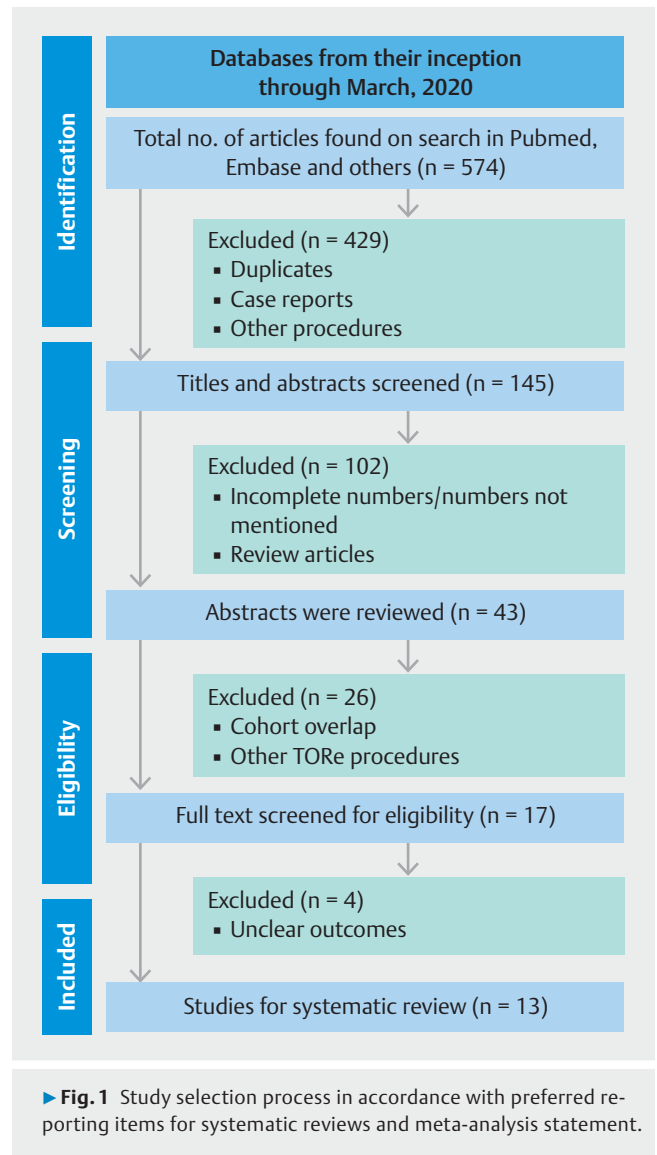 Identification
Databases from their inception
through March, 2020
Total no. of articles found on search in Pubmed,
Embase and others (n = 574)
Excluded (n = 429)
▪ Duplicates
▪ Case reports
▪ Other procedures
Screening
Titles and abstracts screened (n = 145)
Excluded (n = 102)
▪ Incomplete numbers/numbers not
mentioned
▪ Review articles
Abstracts were reviewed (n = 43)
Eligibility
Excluded (n = 26)
▪ Cohort overlap
▪ Other TORe procedures
Full text screened for eligibility (n = 17)
Included
Excluded (n = 4)
▪ Unclear outcomes
Studies for systematic review (n = 13)
▶ Fig. 1 Study selection process in accordance with preferred re-
porting items for systematic reviews and meta-analysis statement.